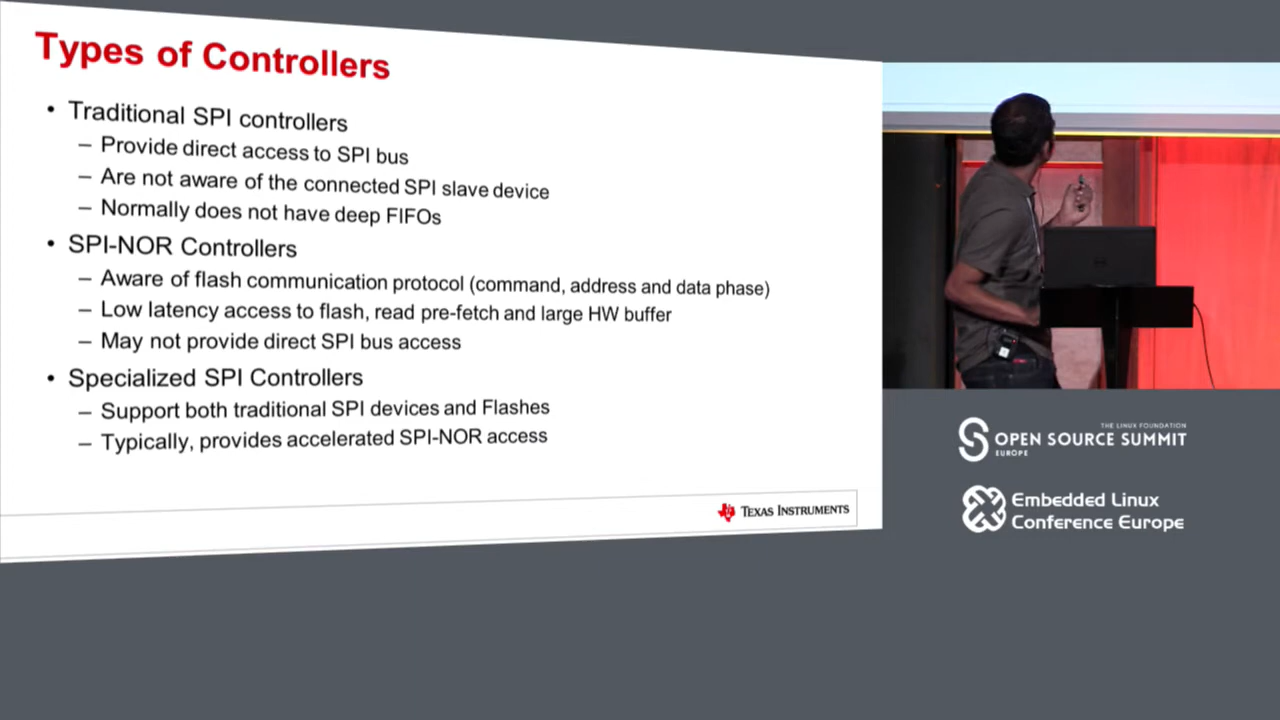 Types of Controllers
• Traditional SPI controllers
– Provide direct access to SPI bus
– Are not aware of the connected SPI slave device
– Normally does not have deep FIFOs
• SPI-NOR Controllers
– Aware of flash communication protocol (command, address and data phase)
– Low latency access to flash, read pre-fetch and large HW buffer
– May not provide direct SPI bus access
• Specialized SPI Controllers
– Support both traditional SPI devices and Flashes
– Typically, provides accelerated SPI-NOR access
TEXAS INSTRUMENTS
THE LINUX FOUNDATION
OPEN SOURCE SUMMIT
EUROPE
Embedded Linux
Conference Europe